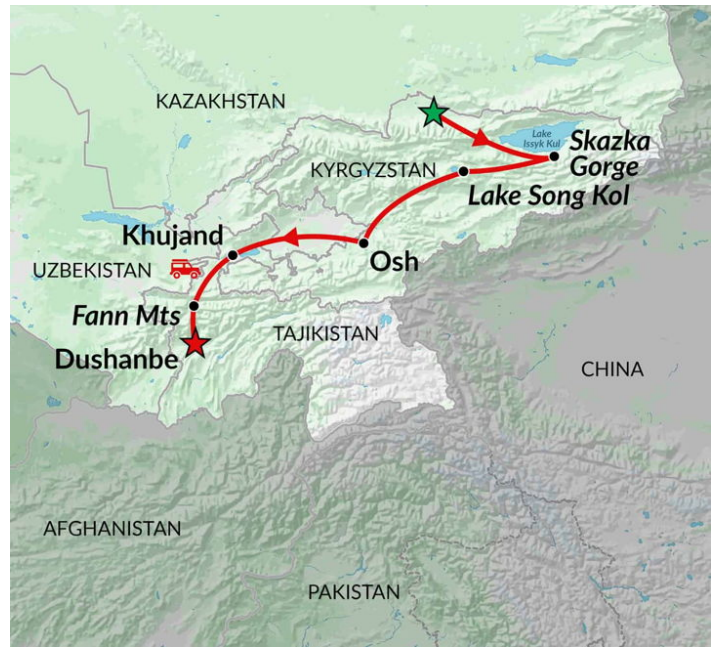 KAZAKHSTAN
Lake
Issyk Kul
Skazka
Gorge
KYRGYZSTAN
Lake Song Kol
Khujand
Osh
UZBEKISTAN
Fann Mts
TAJIKISTAN
Dushanbe
CHINA
AFGHANISTAN
PAKISTAN